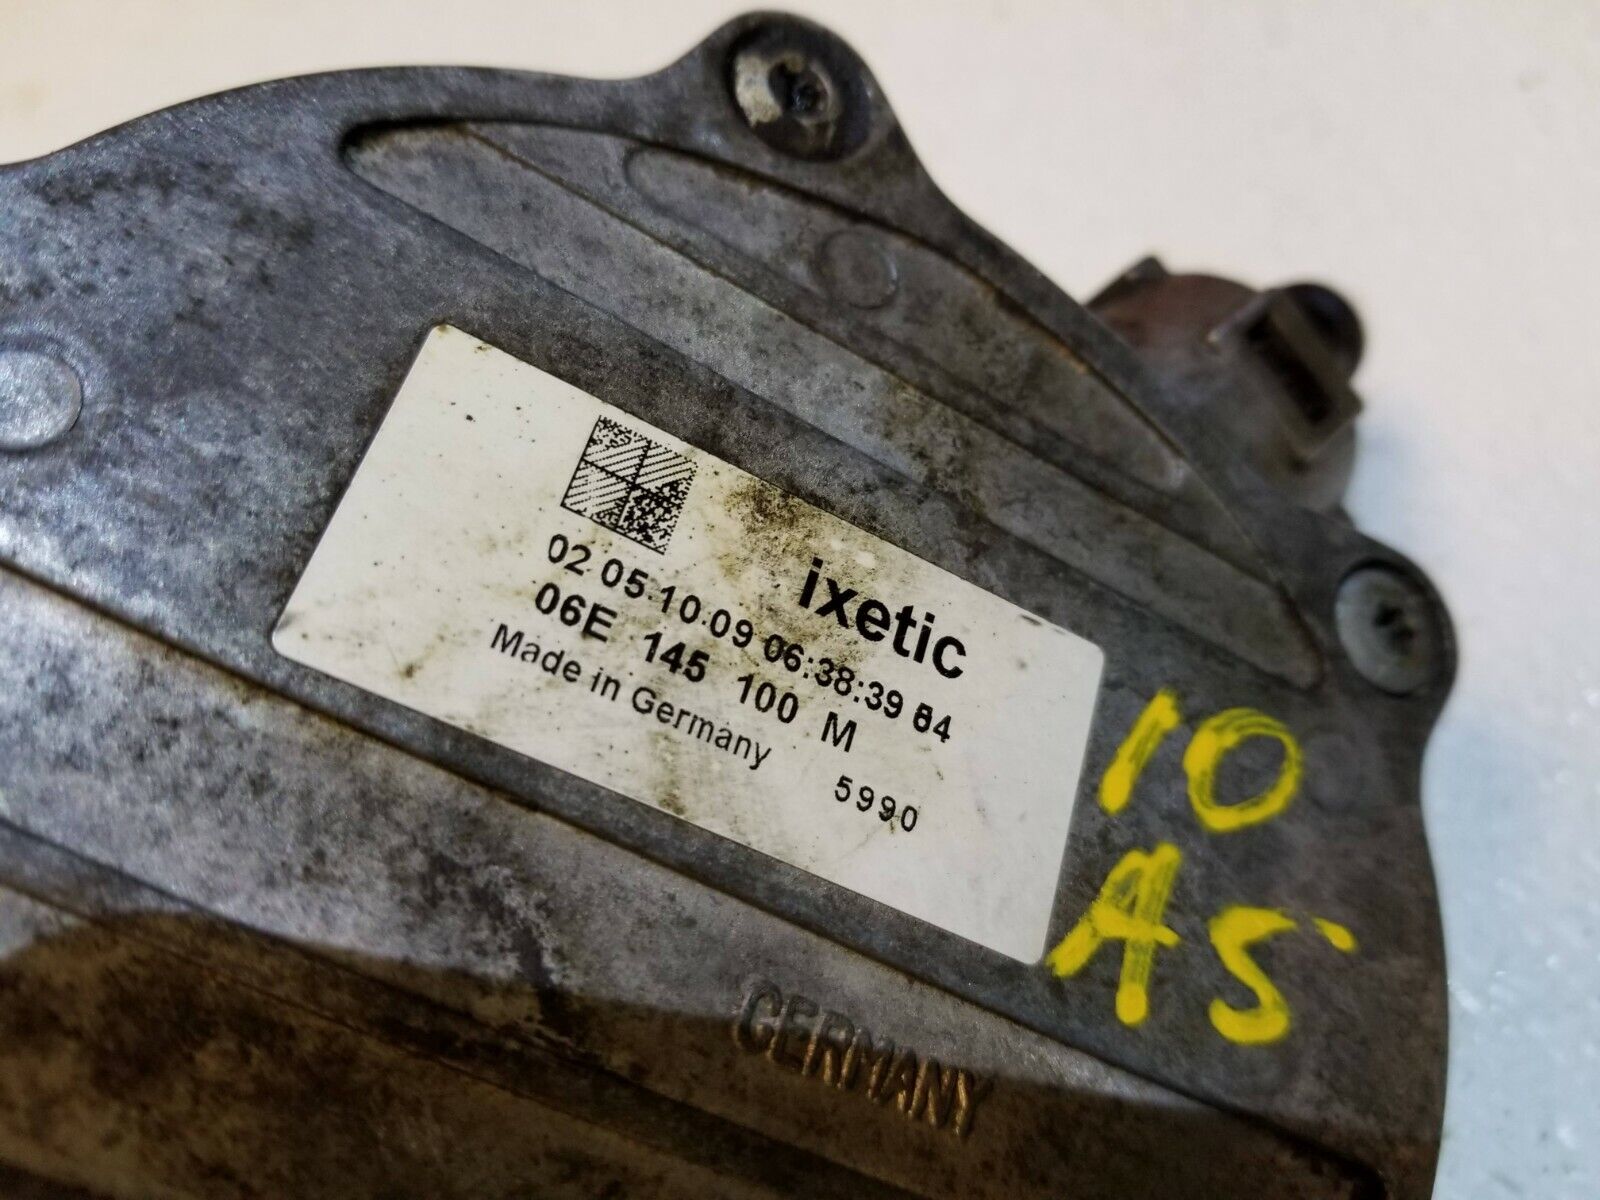 ixetic
02 05.10.09 06:38:39 64
06E 145 100 M
Made in Germany 5990
10
A5
GERMANY